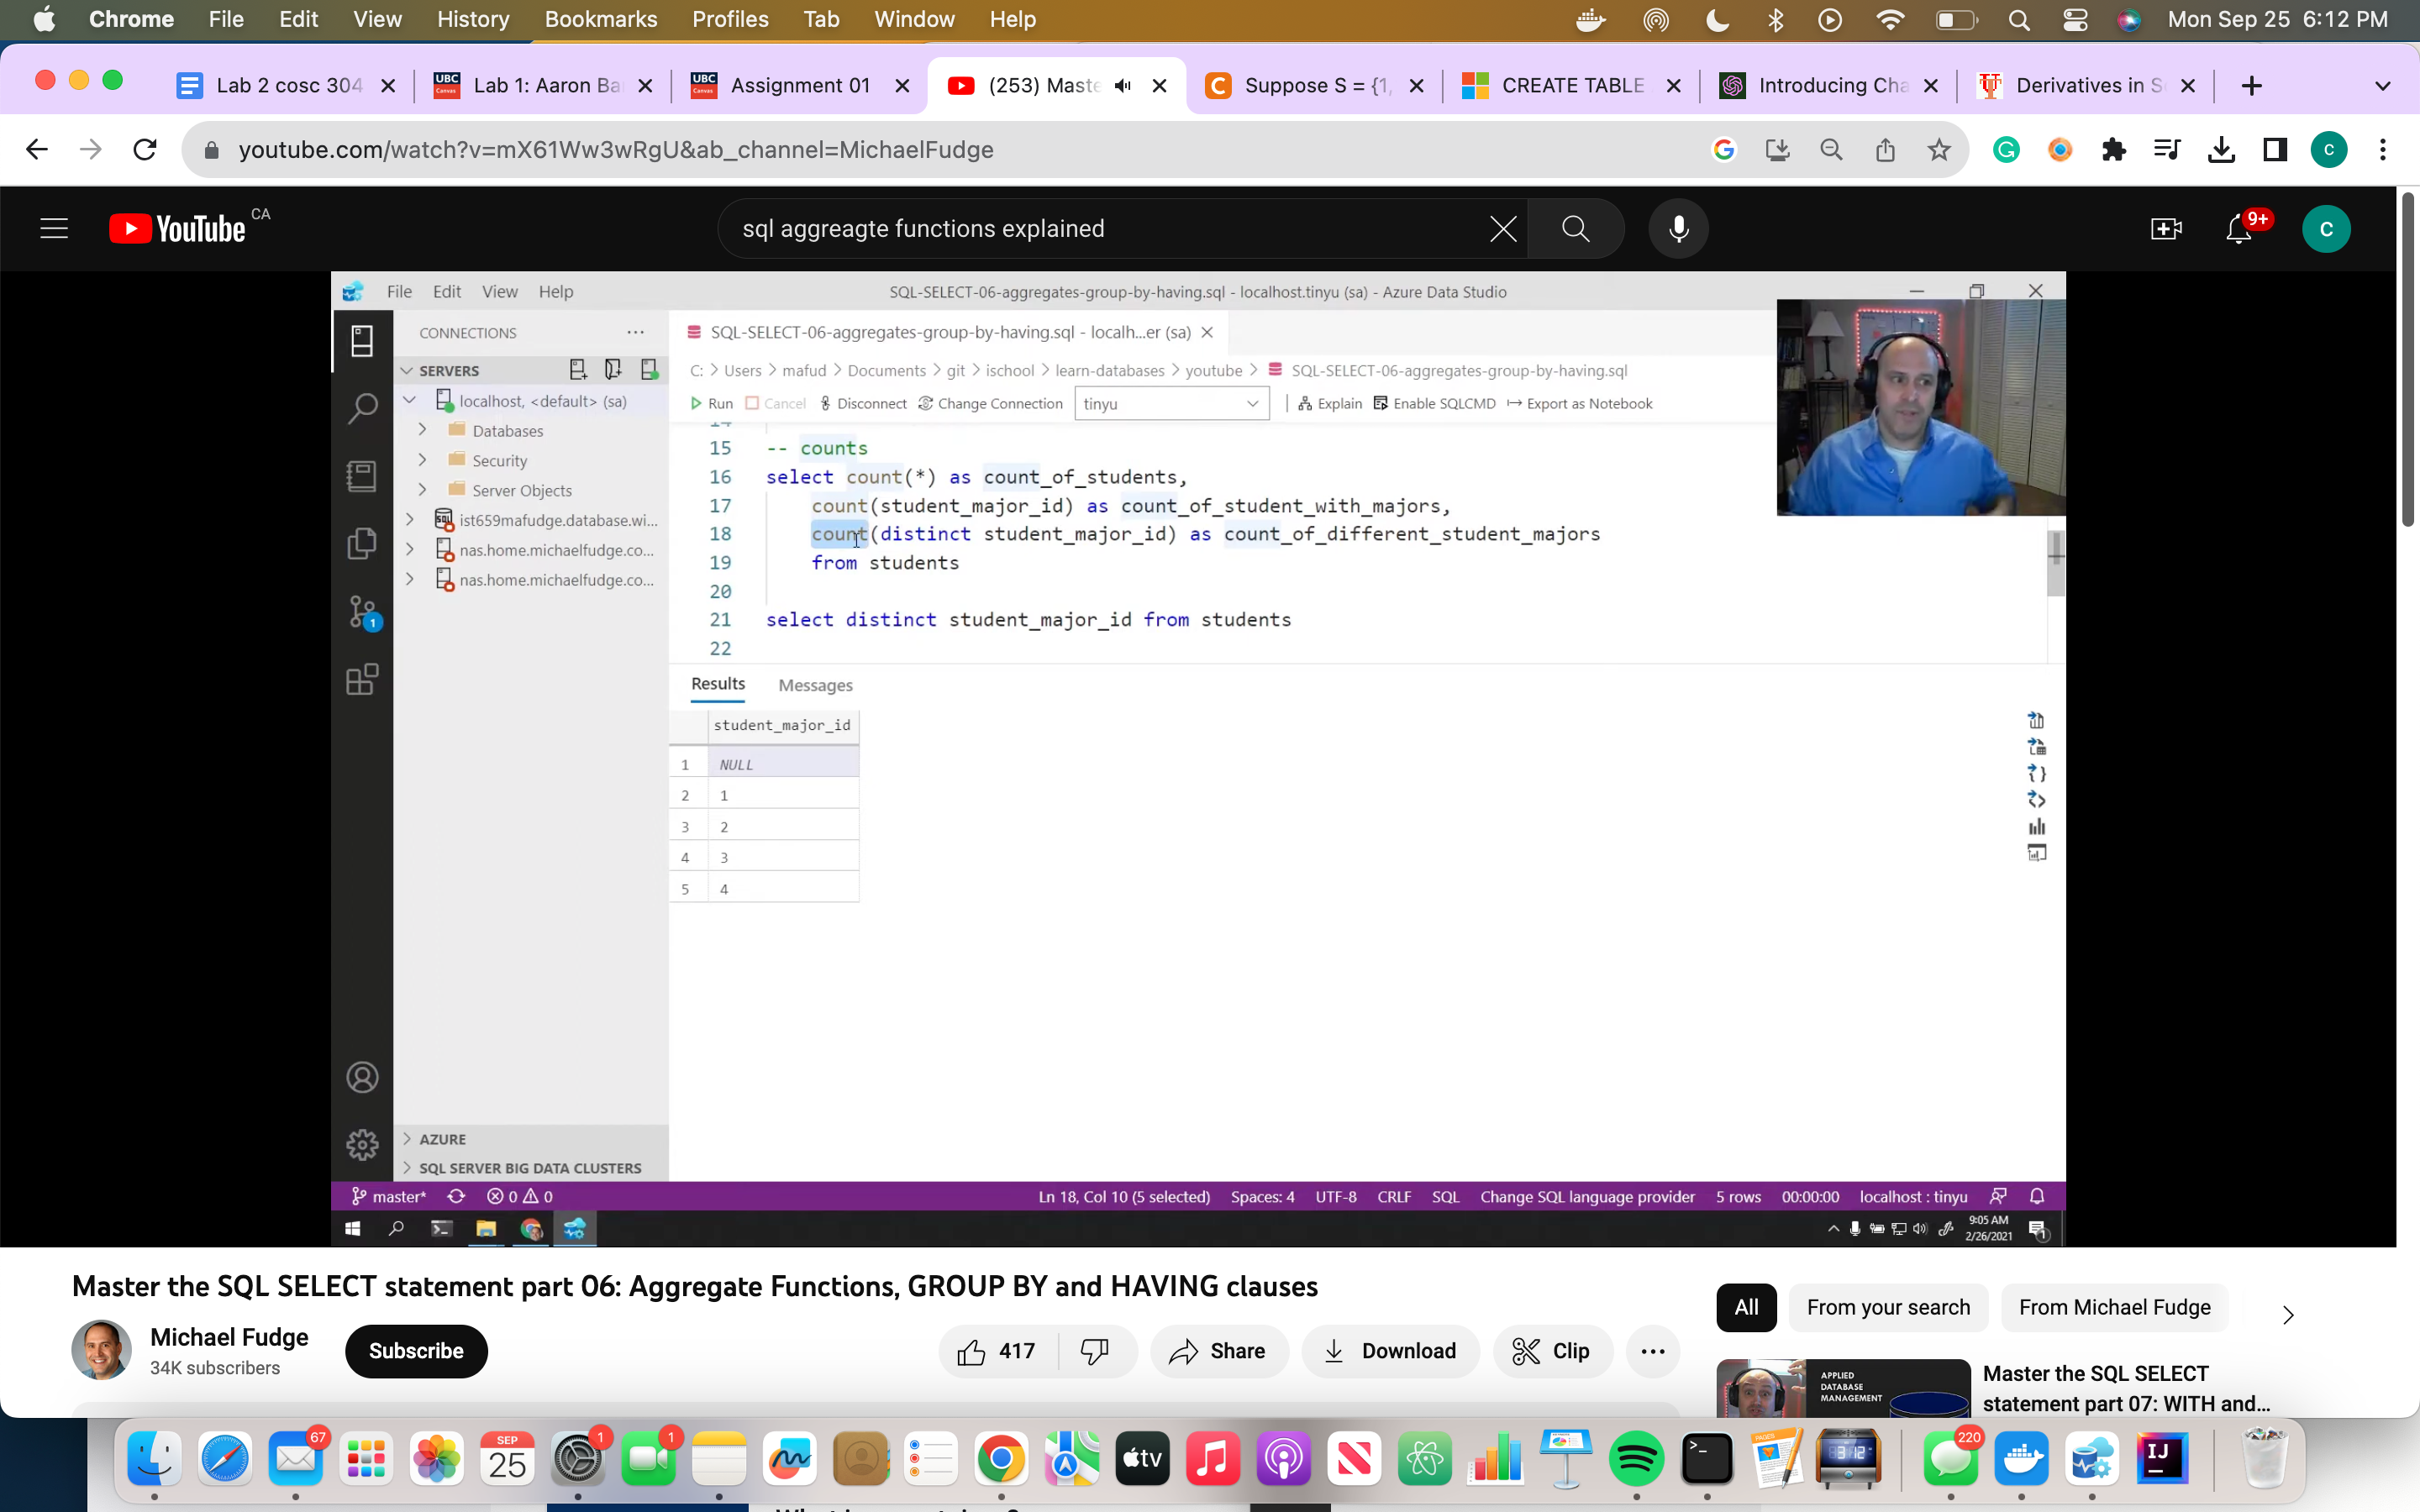 Chrome File Edit View History Bookmarks Profiles Tab Window Help Mon Sep 25 6:12 PM
Lab 2 cosc 304 UBC Canvas Lab 1: Aaron Ba UBC Canvas Assignment 01 (253) Maste C Suppose S = {1, CREATE TABLE Introducing Cha Derivatives in S
youtube.com/watch?v=mX61Ww3wRgU&ab_channel=MichaelFudge C
YouTube CA sql aggreagte functions explained 9+ C
File Edit View Help SQL-SELECT-06-aggregates-group-by-having.sql - localhost.tinyu (sa) - Azure Data Studio
CONNECTIONS ... SQL-SELECT-06-aggregates-group-by-having.sql - localh...er (sa)
SERVERS C: > Users > mafud > Documents > git > ischool > learn-databases > youtube > SQL-SELECT-06-aggregates-group-by-having.sql
localhost, <default> (sa) Run Cancel Disconnect Change Connection tinyu Explain Enable SQLCMD Export as Notebook
Databases
Security
Server Objects
ist659mafudge.database.wi...
nas.home.michaelfudge.co...
nas.home.michaelfudge.co...
1
AZURE
SQL SERVER BIG DATA CLUSTERS
14
15 -- counts
16 select count(*) as count_of_students,
17 count(student_major_id) as count_of_student_with_majors,
18 count(distinct student_major_id) as count_of_different_student_majors
19 from students
20
21 select distinct student_major_id from students
22
Results Messages
student_major_id
1 NULL
2 1
3 2
4 3
5 4
master* 0 0 Ln 18, Col 10 (5 selected) Spaces: 4 UTF-8 CRLF SQL Change SQL language provider 5 rows 00:00:00 localhost : tinyu
9:05 AM
2/26/2021
1
Master the SQL SELECT statement part 06: Aggregate Functions, GROUP BY and HAVING clauses
Michael Fudge
34K subscribers
Subscribe 417 Share Download Clip ...
All From your search From Michael Fudge
APPLIED
DATABASE
MANAGEMENT
Master the SQL SELECT
statement part 07: WITH and...
67 SEP 25 1 1 tv PAGES 220 IJ